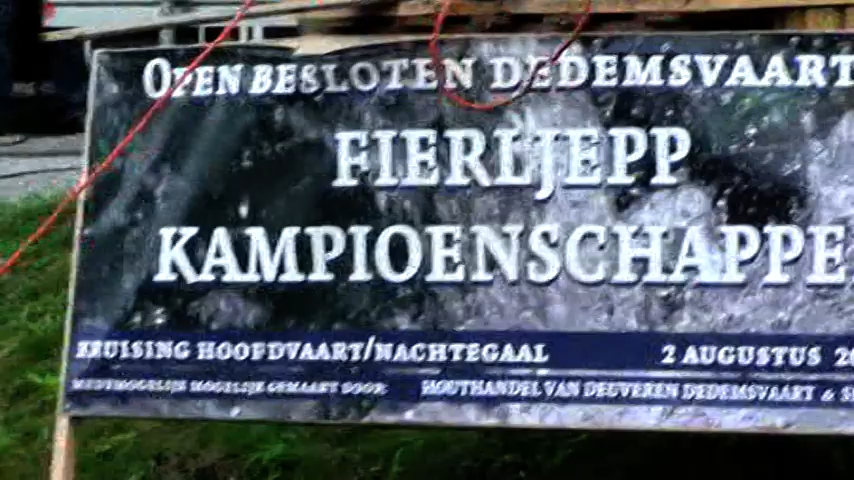 OPEN BESLOTEN DEDEMSVAART
FIERLJEPP
KAMPIOENSCHAPPE
KRUISING HOOFDVAART/NACHTEGAAL 2 AUGUSTUS 20
MEDEMOGELIJK MOGELIJK GEMAAKT DOOR HOUTHANDEL VAN DEUVEREN DEDEMSVAART &